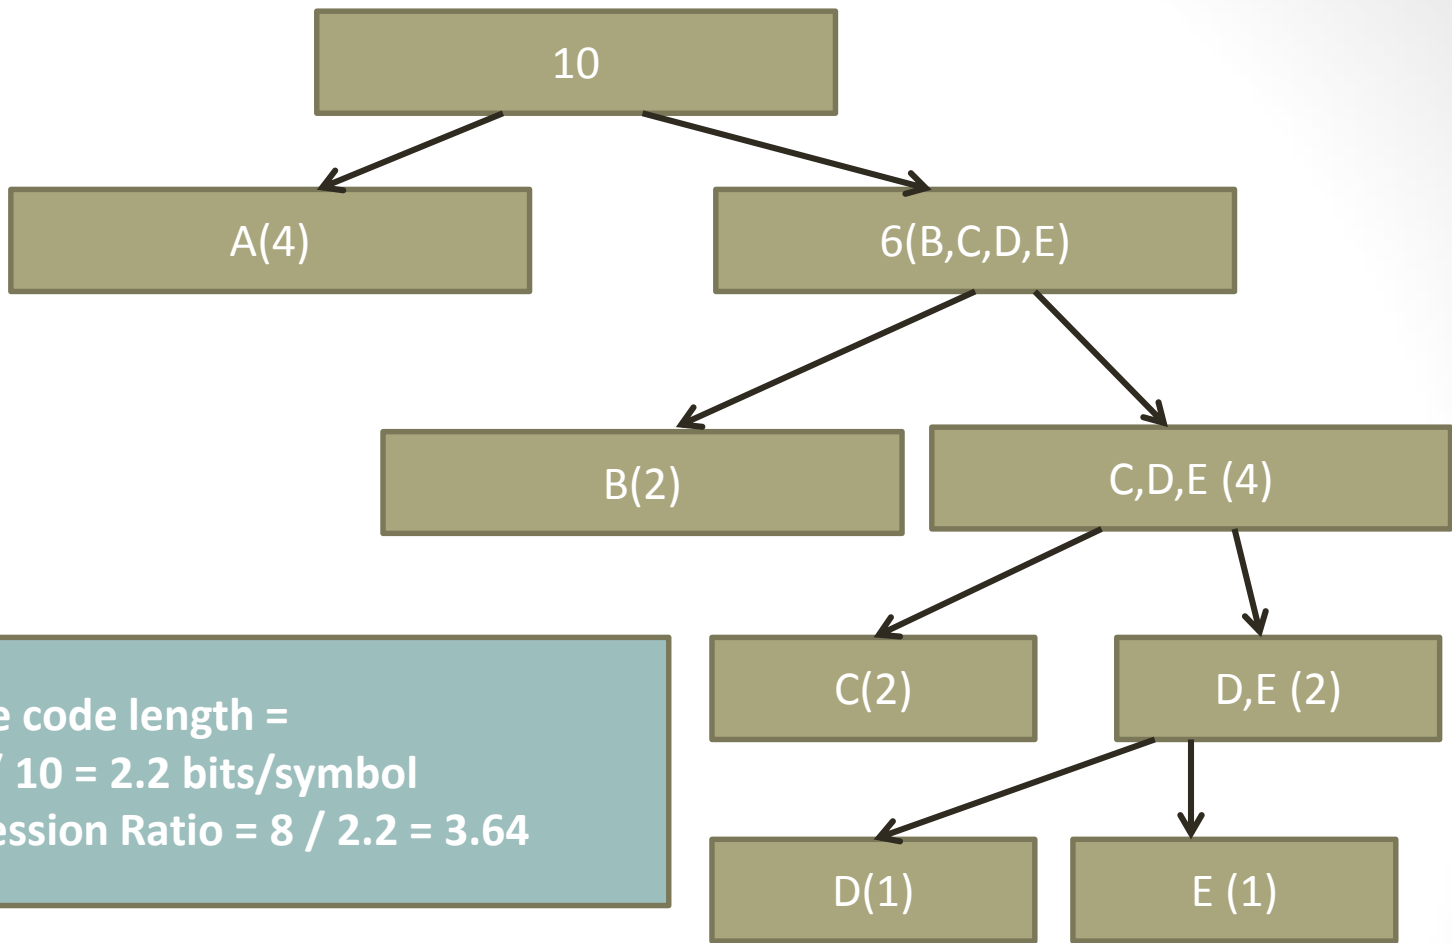 10
A(4)
6(B,C,D,E)
B(2)
C,D,E (4)
C(2)
D,E (2)
D(1)
E (1)
code length =
10 = 2.2 bits/symbol
Ratio = 8 / 2.2 = 3.64